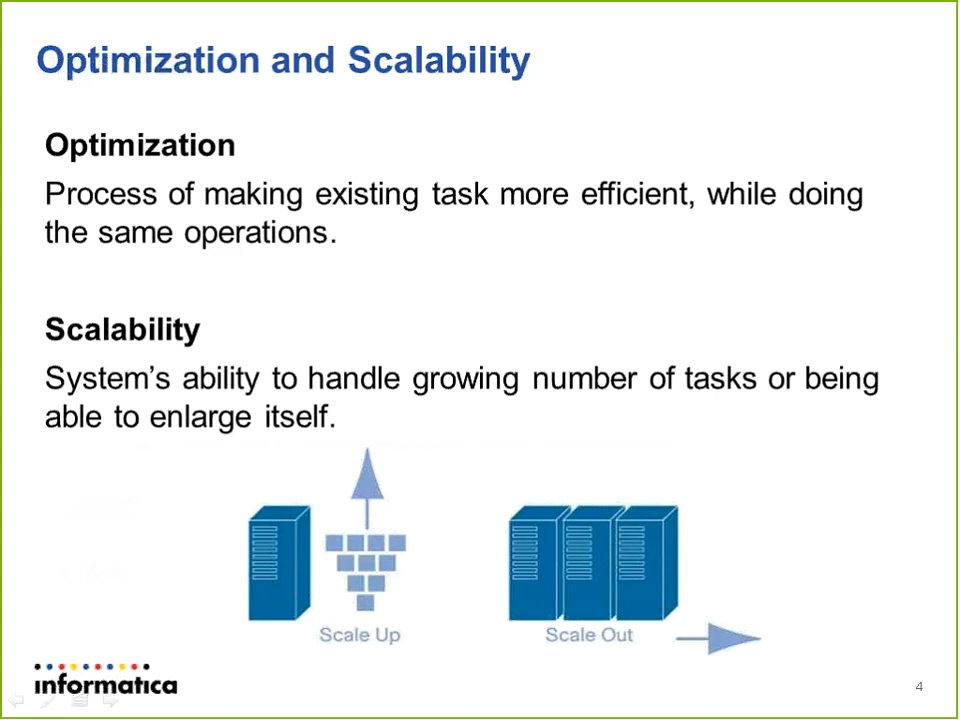 Optimization and Scalability
Optimization
Process of making existing task more efficient, while doing
the same operations.
Scalability
System's ability to handle growing number of tasks or being
able to enlarge itself.
Scale Up
Scale Out
informatica
4